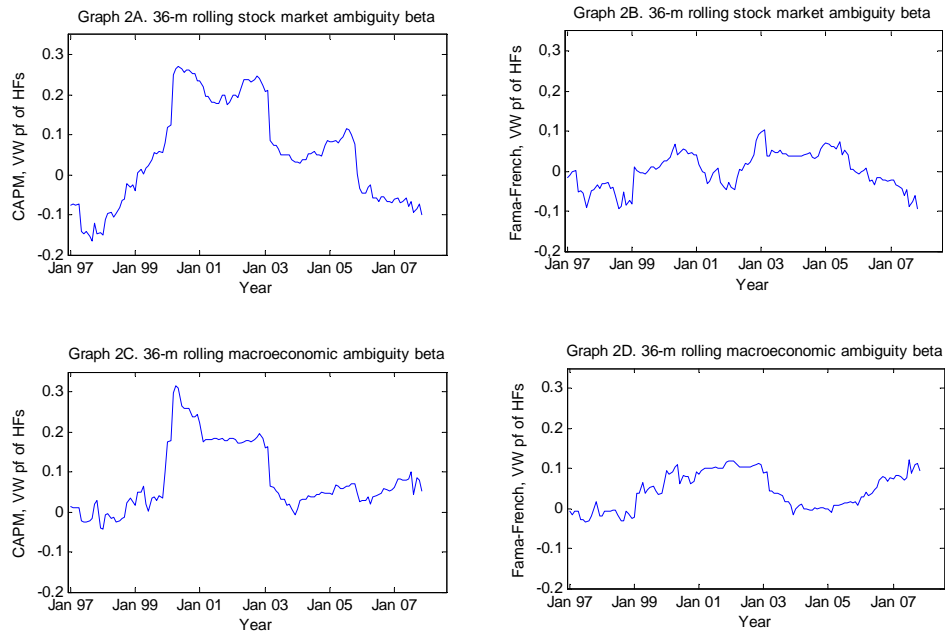 Graph 2A. 36-m rolling stock market ambiguity beta
CAPM, VW pf of HFs
0.3
0.2
0.1
0
-0.1
-0.2
Jan 97 Jan 99 Jan 01 Jan 03 Jan 05 Jan 07
Year
Graph 2B. 36-m rolling stock market ambiguity beta
Fama-French, VW pf of HFs
0,3
0,2
0,1
0
-0,1
-0,2
Jan 97 Jan 99 Jan 01 Jan 03 Jan 05 Jan 07
Year
Graph 2C. 36-m rolling macroeconomic ambiguity beta
CAPM, VW pf of HFs
0.3
0.2
0.1
0
-0.1
-0.2
Jan 97 Jan 99 Jan 01 Jan 03 Jan 05 Jan 07
Year
Graph 2D. 36-m rolling macroeconomic ambiguity beta
Fama-French, VW pf of HFs
0.3
0.2
0.1
0
-0.1
-0.2
Jan 97 Jan 99 Jan 01 Jan 03 Jan 05 Jan 07
Year